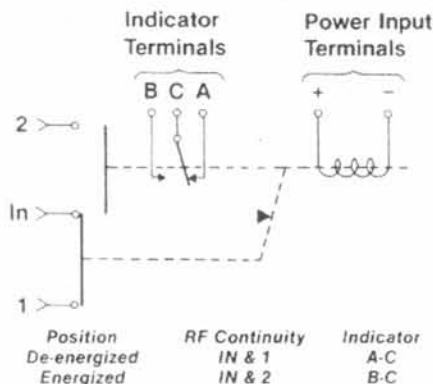 Indicator Terminals
Power Input Terminals
B C A
+ −
2
In
1
Position RF Continuity Indicator
De-energized IN & 1 A-C
Energized IN & 2 B-C